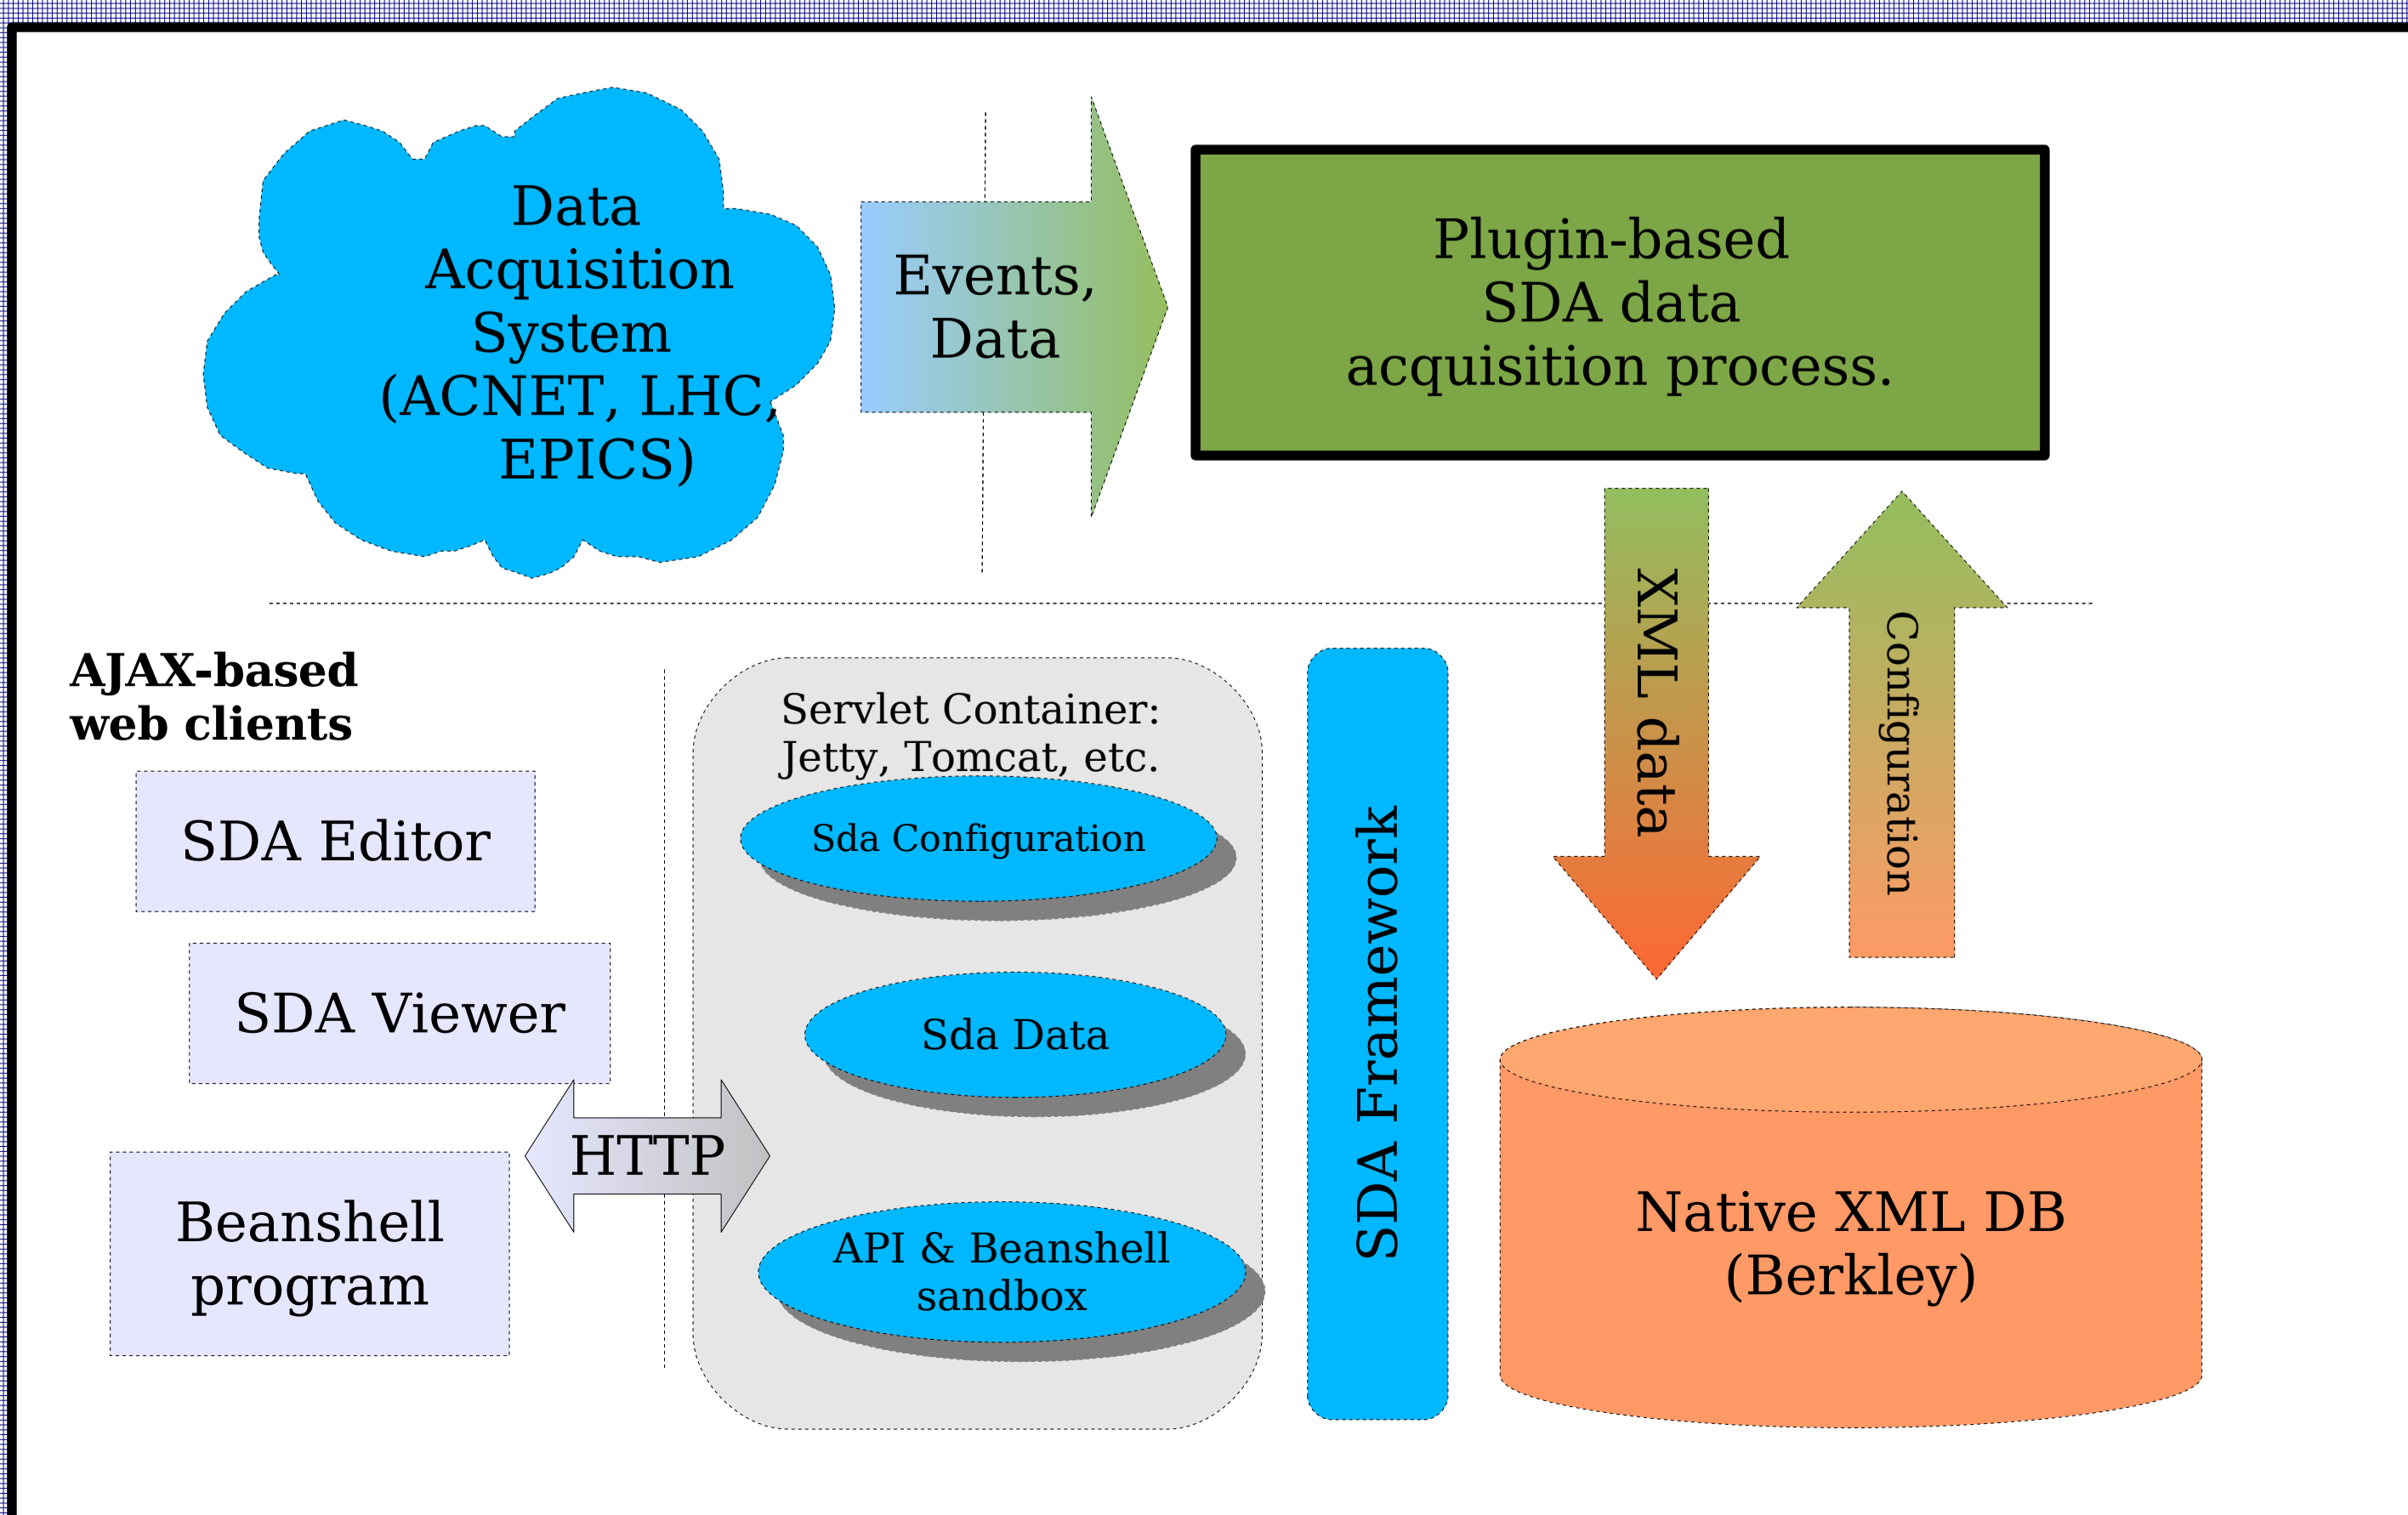 Data
Acquisition
System
(ACNET, LHC,
EPICS)
Events,
Data
Plugin-based
SDA data
acquisition process.
XML data
Configuration
AJAX-based
web clients
SDA Editor
SDA Viewer
Beanshell
program
HTTP
Servlet Container:
Jetty, Tomcat, etc.
Sda Configuration
Sda Data
API & Beanshell
sandbox
SDA Framework
Native XML DB
(Berkley)